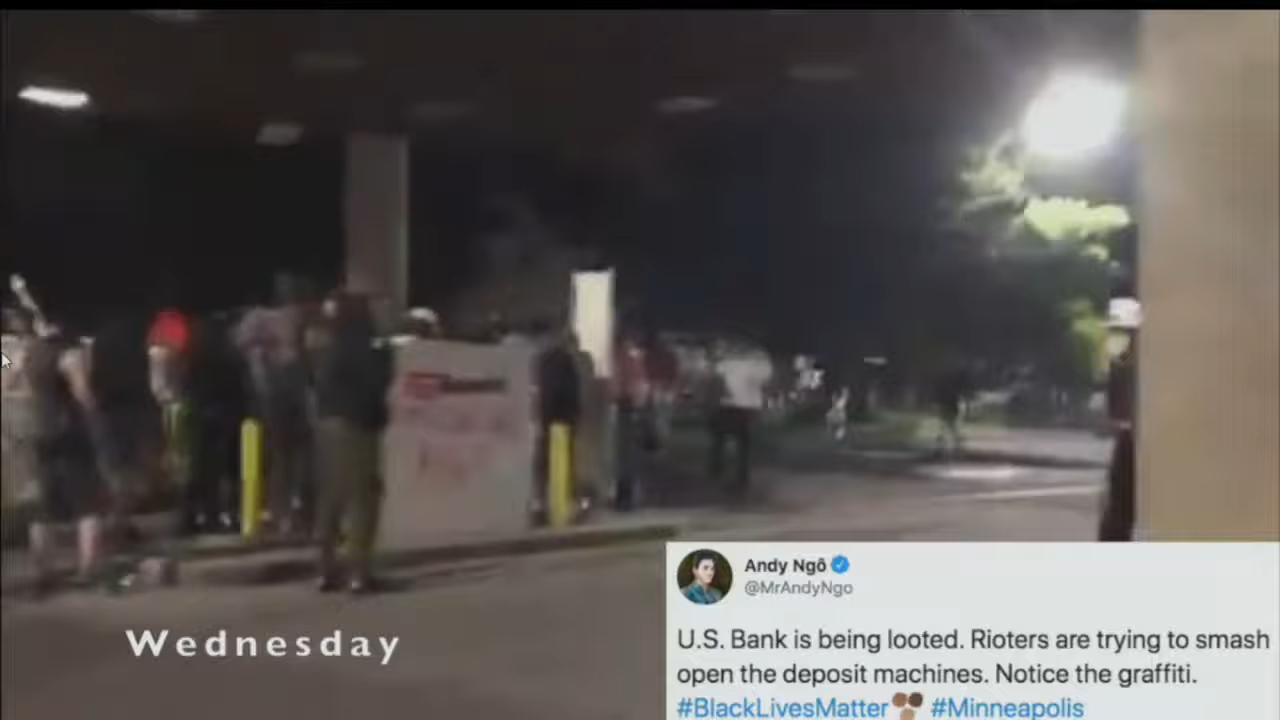 Wednesday
Andy Ngô
@MrAndyNgo
U.S. Bank is being looted. Rioters are trying to smash
open the deposit machines. Notice the graffiti.
#BlackLivesMatter #Minneapolis